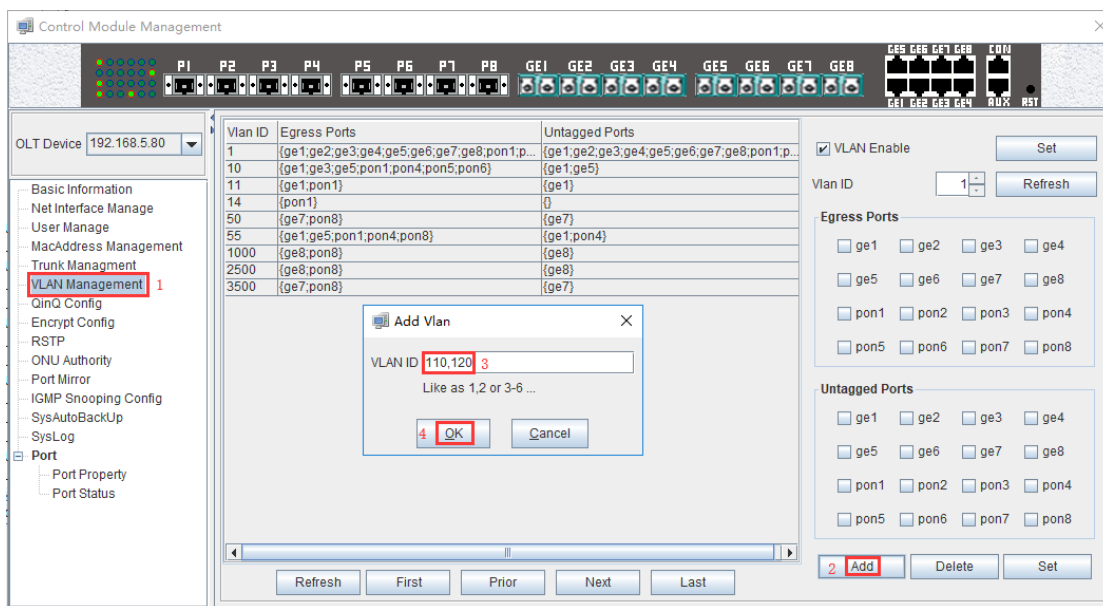 Control Module Management
P1 P2 P3 P4 P5 P6 P7 P8 GE1 GE2 GE3 GE4 GE5 GE6 GE7 GE8
GE5 GE6 GE7 GE8 CON
GE1 GE2 GE3 GE4 AUX RST
OLT Device 192.168.5.80
Basic Information
Net Interface Manage
User Manage
MacAddress Management
Trunk Managment
VLAN Management 1
QinQ Config
Encrypt Config
RSTP
ONU Authority
Port Mirror
IGMP Snooping Config
SysAutoBackUp
SysLog
Port
Port Property
Port Status
Vlan ID Egress Ports Untagged Ports
1 {ge1;ge2;ge3;ge4;ge5;ge6;ge7;ge8;pon1;p... {ge1;ge2;ge3;ge4;ge5;ge6;ge7;ge8;pon1;p...
10 {ge1;ge3;ge5;pon1;pon4;pon5;pon6} {ge1;ge5}
11 {ge1;pon1} {ge1}
14 {pon1} {}
50 {ge7;pon8} {ge7}
55 {ge1;ge5;pon1;pon4;pon8} {ge1;pon4}
1000 {ge8;pon8} {ge8}
2500 {ge8;pon8} {ge8}
3500 {ge7;pon8} {ge7}
Add Vlan
VLAN ID 110,120 3
Like as 1,2 or 3-6 ...
4 OK Cancel
Refresh First Prior Next Last
VLAN Enable Set
Vlan ID 1 Refresh
Egress Ports
ge1 ge2 ge3 ge4
ge5 ge6 ge7 ge8
pon1 pon2 pon3 pon4
pon5 pon6 pon7 pon8
Untagged Ports
ge1 ge2 ge3 ge4
ge5 ge6 ge7 ge8
pon1 pon2 pon3 pon4
pon5 pon6 pon7 pon8
2 Add Delete Set